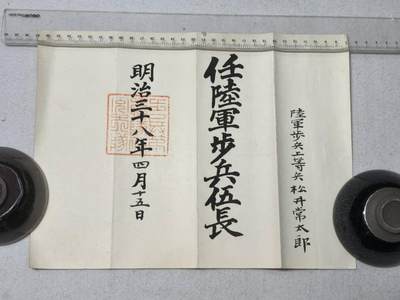 陸軍歩兵上等兵松井常太郎
任陸軍歩兵伍長
明治三十八年四月十五日